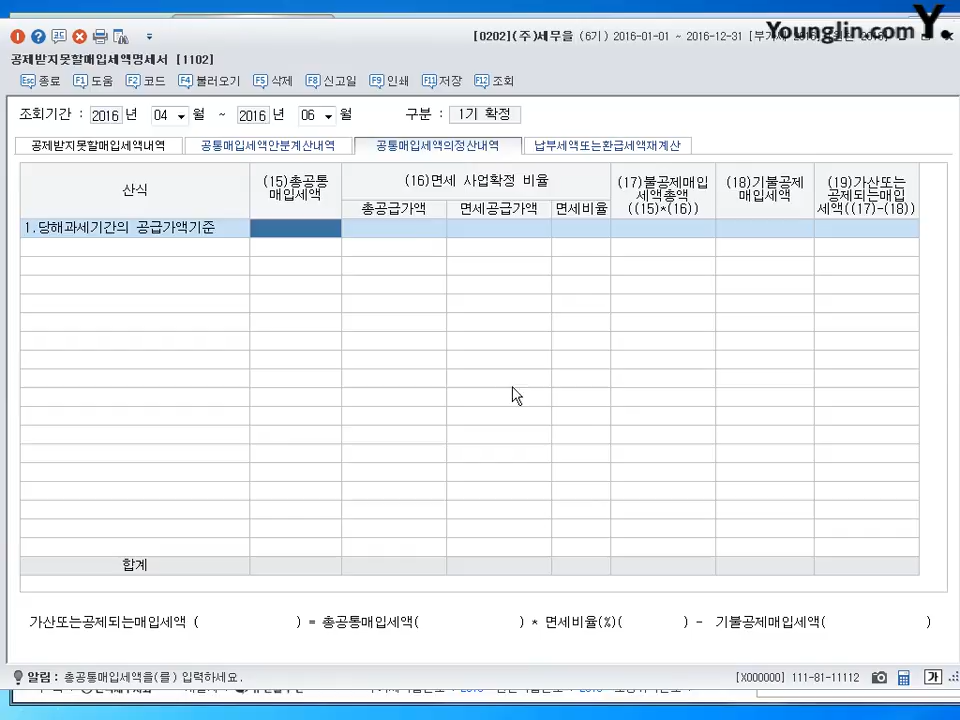 [0202](주)세무을 (6기) 2016-01-01 ~ 2016-12-31
Younglin.com Y.
공제받지못할매입세액명세서 [1102]
Esc 종료 F1 도움 F2 코드 F4 불러오기 F5 삭제 F8 신고일 F9 인쇄 F11 저장 F12 조회
조회기간 : 2016 년 04 월 ~ 2016 년 06 월 구분 : 1기 확정
공제받지못할매입세액내역 공통매입세액안분계산내역 공통매입세액의정산내역 납부세액또는환급세액재계산
산식
(15)총공통
매입세액
(16)면세 사업확정 비율
총공급가액 면세공급가액 면세비율
(17)불공제매입
세액총액
((15)*(16))
(18)기불공제
매입세액
(19)가산또는
공제되는매입
세액((17)-(18))
1.당해과세기간의 공급가액기준
합계
가산또는공제되는매입세액 ( ) = 총공통매입세액( ) * 면세비율(%)( ) - 기불공제매입세액( )
알림 : 총공통매입세액을(를) 입력하세요.
[X000000] 111-81-11112
가